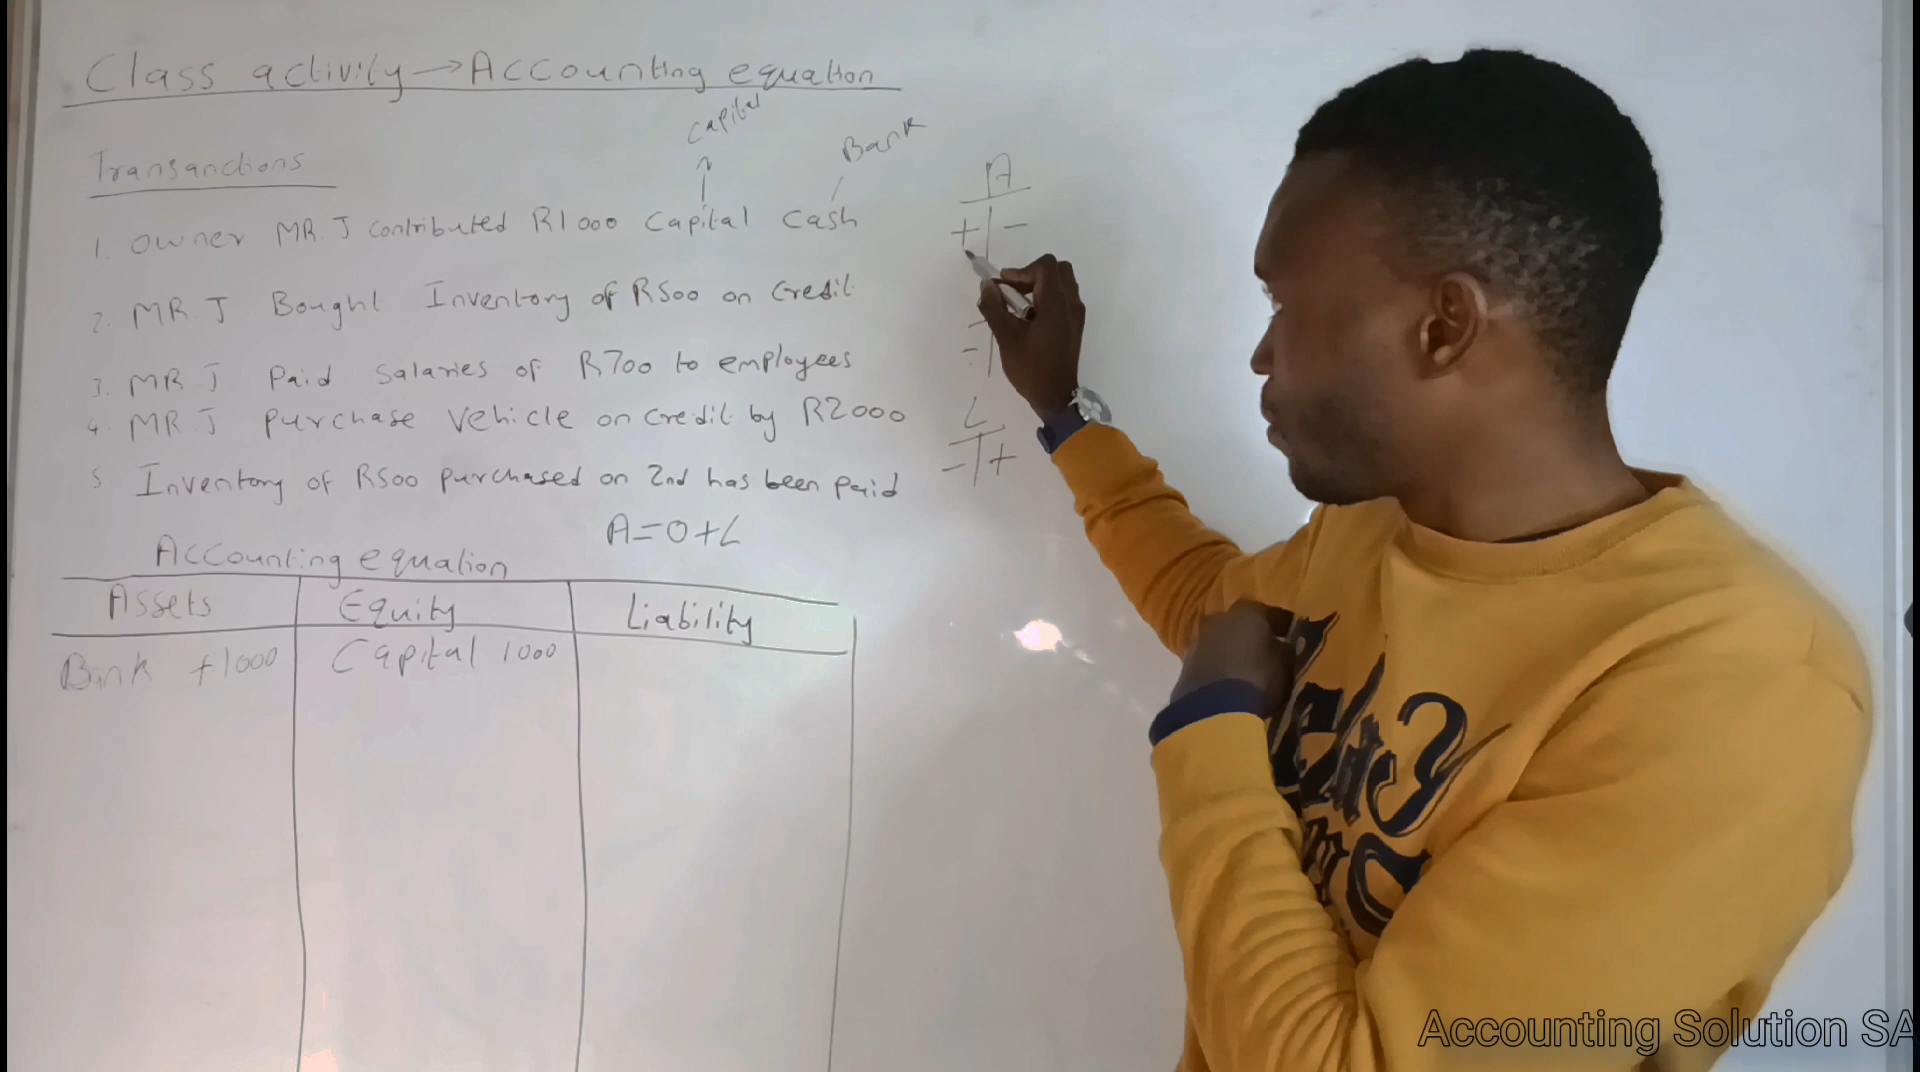 Class activity → Accounting equation
Capital
Bank
Transanctions
1. Owner MR. J contributed R1000 Capital Cash
2. MR J Bought Inventory of R500 on Credit
3. MR J Paid Salaries of R700 to employees
4. MR J purchase Vehicle on Credit by R2000
5 Inventory of R500 purchased on 2nd has been paid
A
+ -
-
L
- +
A=O+L
Accounting equation
Assets Equity Liability
Bank +1000 Capital 1000
Accounting Solution SA